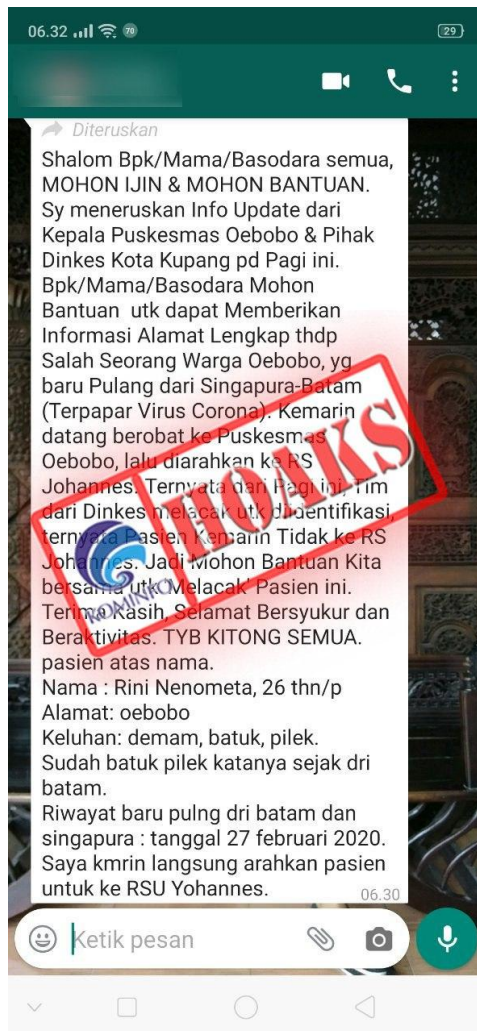 06.32
70
29
Diteruskan
Shalom Bpk/Mama/Basodara semua,
MOHON IJIN & MOHON BANTUAN.
Sy meneruskan Info Update dari
Kepala Puskesmas Oebobo & Pihak
Dinkes Kota Kupang pd Pagi ini.
Bpk/Mama/Basodara Mohon
Bantuan utk dapat Memberikan
Informasi Alamat Lengkap thdp
Salah Seorang Warga Oebobo, yg
baru Pulang dari Singapura-Batam
(Terpapar Virus Corona). Kemarin
datang berobat ke Puskesmas
Oebobo, lalu diarahkan ke RS
Johannes. Ternyata dari Pagi ini, Tim
dari Dinkes melacak utk diidentifikasi,
ternyata Pasien Kemarin Tidak ke RS
Johannes. Jadi Mohon Bantuan Kita
bersama utk 'Melacak' Pasien ini.
Terima Kasih, Selamat Bersyukur dan
Beraktivitas. TYB KITONG SEMUA.
pasien atas nama.
Nama : Rini Nenometa, 26 thn/p
Alamat: oebobo
Keluhan: demam, batuk, pilek.
Sudah batuk pilek katanya sejak dri
batam.
Riwayat baru pulng dri batam dan
singapura : tanggal 27 februari 2020.
Saya kmrin langsung arahkan pasien
untuk ke RSU Yohannes.
06.30
HOAKS
KOMINFO
Ketik pesan